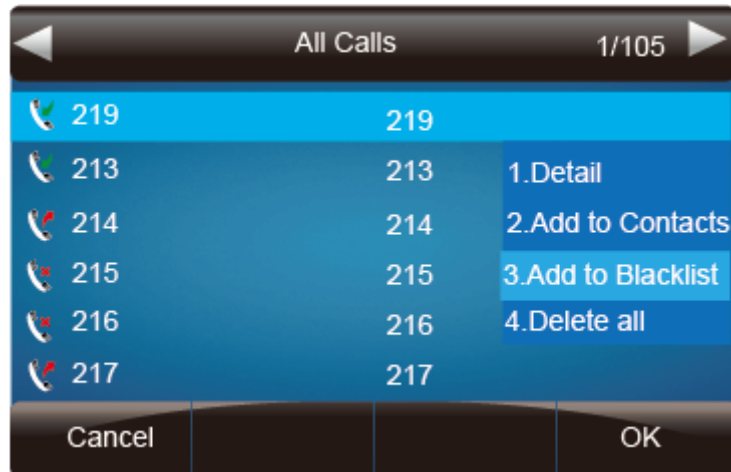 All Calls 1/105
219 219
213 213 1.Detail
214 214 2.Add to Contacts
215 215 3.Add to Blacklist
216 216 4.Delete all
217 217
Cancel OK